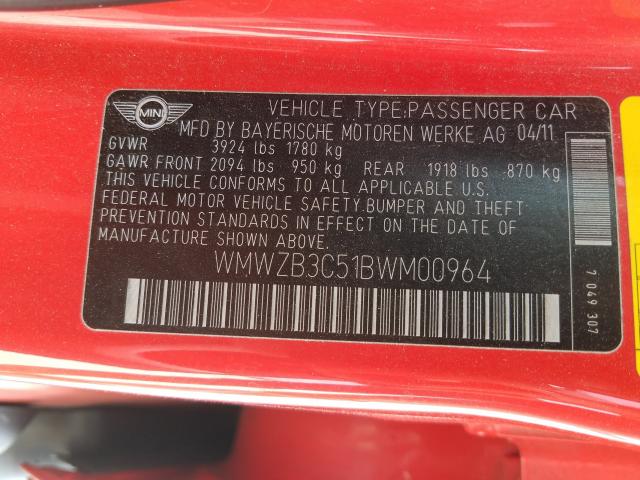 MINI
VEHICLE TYPE:PASSENGER CAR
MFD BY BAYERISCHE MOTOREN WERKE AG 04/11
GVWR 3924 lbs 1780 kg
GAWR FRONT 2094 lbs 950 kg REAR 1918 lbs 870 kg
THIS VEHICLE CONFORMS TO ALL APPLICABLE U.S.
FEDERAL MOTOR VEHICLE SAFETY,BUMPER AND THEFT
PREVENTION STANDARDS IN EFFECT ON THE DATE
OF MANUFACTURE SHOWN ABOVE.
WMWZB3C51BWM00964
7 049 307